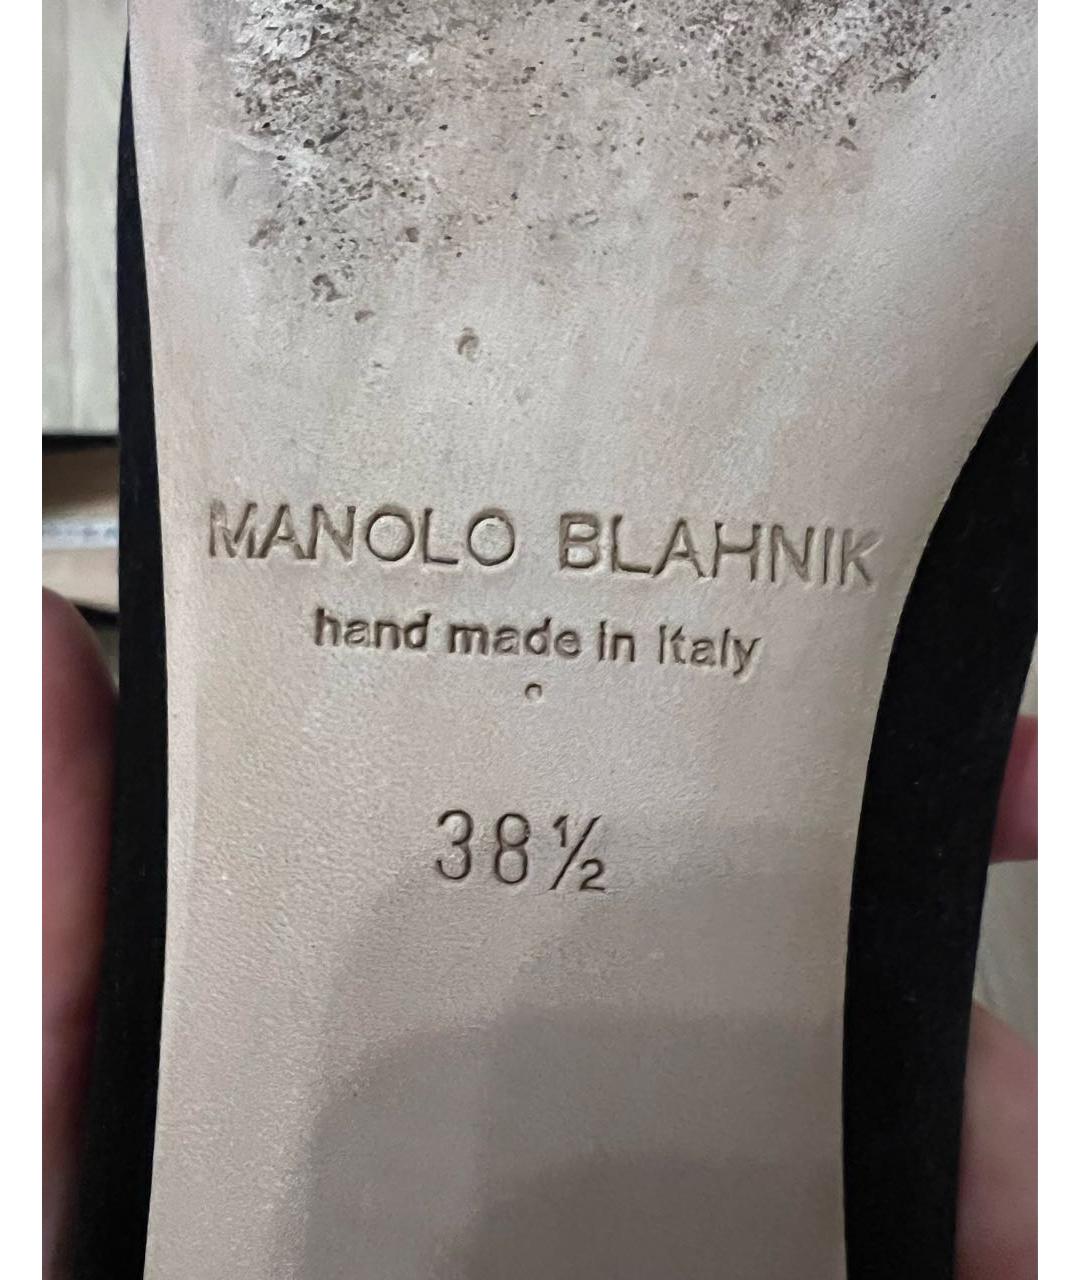 MANOLO BLAHNIK
hand made in Italy
38½